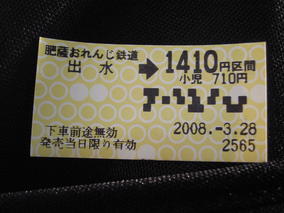 肥薩おれんじ鉄道
出水 ➡ 1410円区間
小児 710円
下車前途無効
発売当日限り有効
2008.-3.28
2565